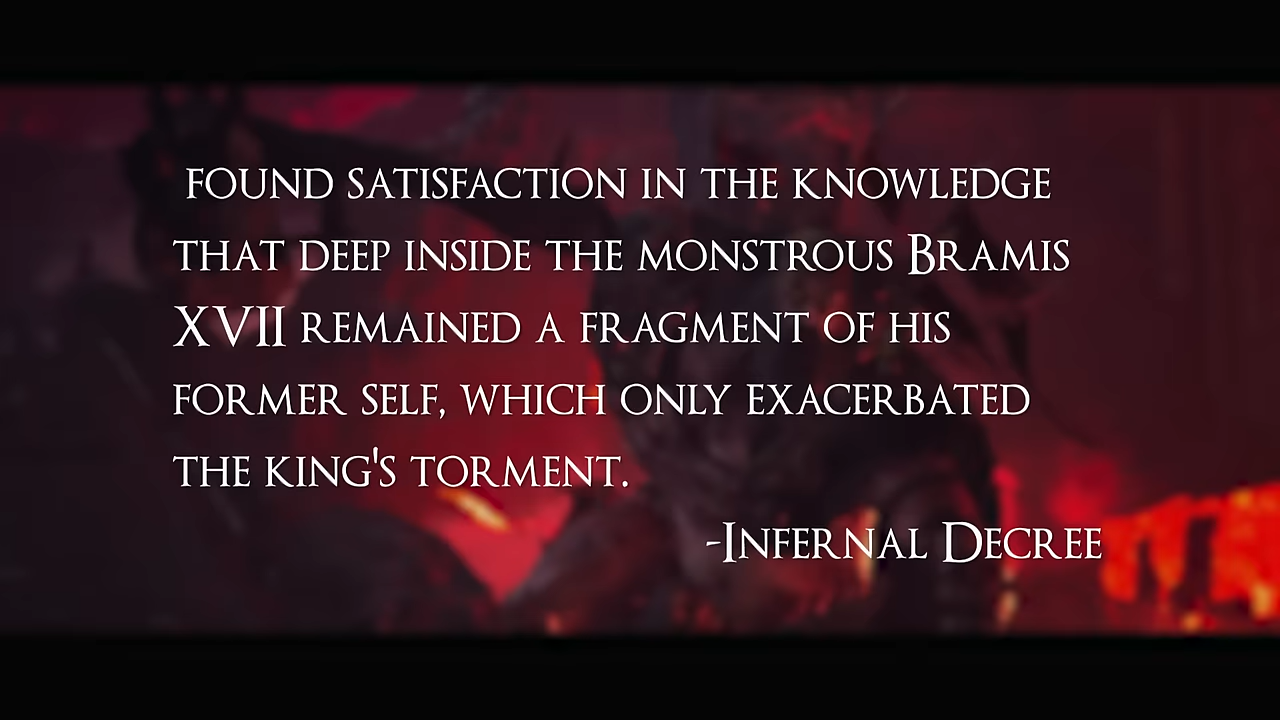 found satisfaction in the knowledge
that deep inside the monstrous Bramis
XVII remained a fragment of his
former self, which only exacerbated
the king's torment.
-Infernal Decree